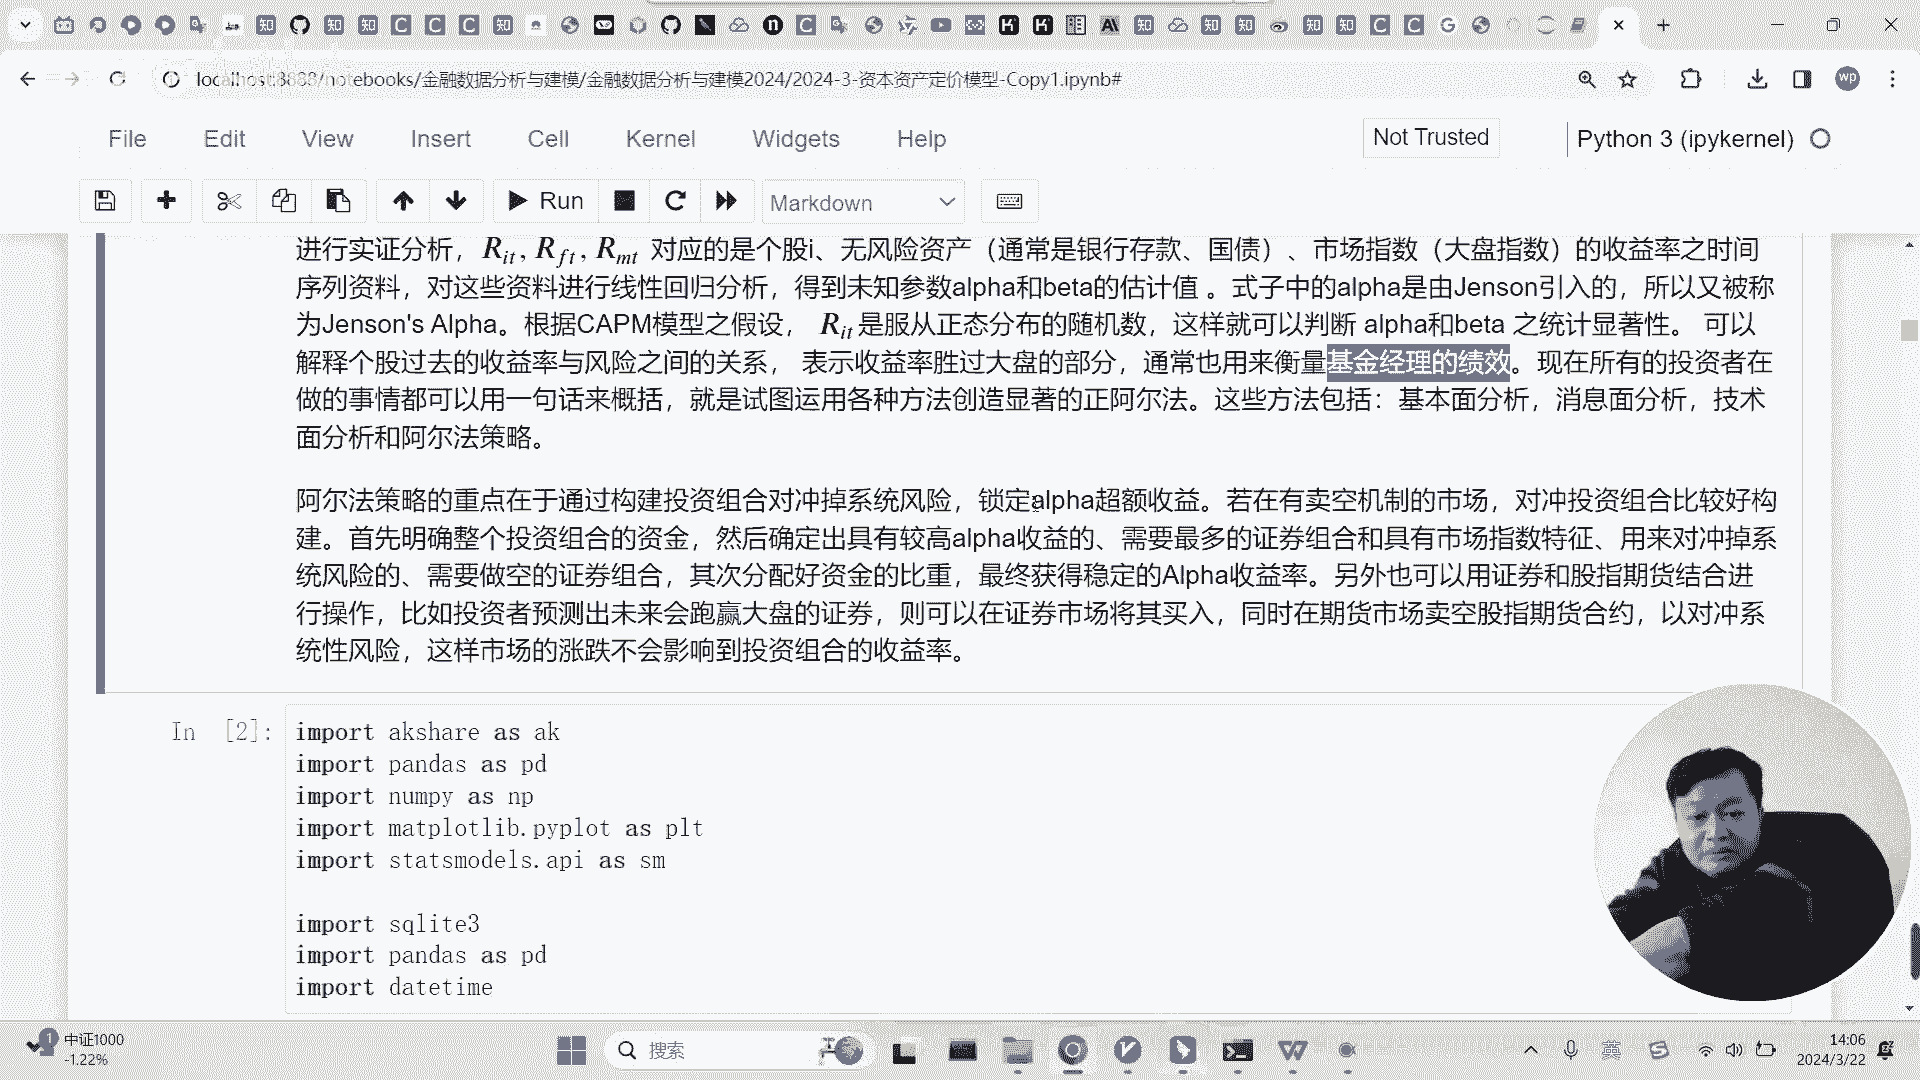 localhost:8888/notebooks/金融数据分析与建模/金融数据分析与建模2024/2024-3-资本资产定价模型-Copy1.ipynb#
wp
File Edit View Insert Cell Kernel Widgets Help
Not Trusted
Python 3 (ipykernel)
Run
Markdown
进行实证分析， Rit, Rft, Rmt 对应的是个股i、无风险资产（通常是银行存款、国债）、市场指数（大盘指数）的收益率之时间
序列资料，对这些资料进行线性回归分析，得到未知参数alpha和beta的估计值 。式子中的alpha是由Jenson引入的，所以又被称
为Jenson's Alpha。根据CAPM模型之假设， Rit 是服从正态分布的随机数，这样就可以判断 alpha和beta 之统计显著性。 可以
解释个股过去的收益率与风险之间的关系， 表示收益率胜过大盘的部分，通常也用来衡量基金经理的绩效。现在所有的投资者在
做的事情都可以用一句话来概括，就是试图运用各种方法创造显著的正阿尔法。这些方法包括：基本面分析，消息面分析，技术
面分析和阿尔法策略。
阿尔法策略的重点在于通过构建投资组合对冲掉系统风险，锁定alpha超额收益。若在有卖空机制的市场，对冲投资组合比较好构
建。首先明确整个投资组合的资金，然后确定出具有较高alpha收益的、需要最多的证券组合和具有市场指数特征、用来对冲掉系
统风险的、需要做空的证券组合，其次分配好资金的比重，最终获得稳定的Alpha收益率。另外也可以用证券和股指期货结合进
行操作，比如投资者预测出未来会跑赢大盘的证券，则可以在证券市场将其买入，同时在期货市场卖空股指期货合约，以对冲系
统性风险，这样市场的涨跌不会影响到投资组合的收益率。
In [2]:
import akshare as ak
import pandas as pd
import numpy as np
import matplotlib.pyplot as plt
import statsmodels.api as sm
import sqlite3
import pandas as pd
import datetime
1
中证1000
-1.22%
搜索
英
14:06
2024/3/22